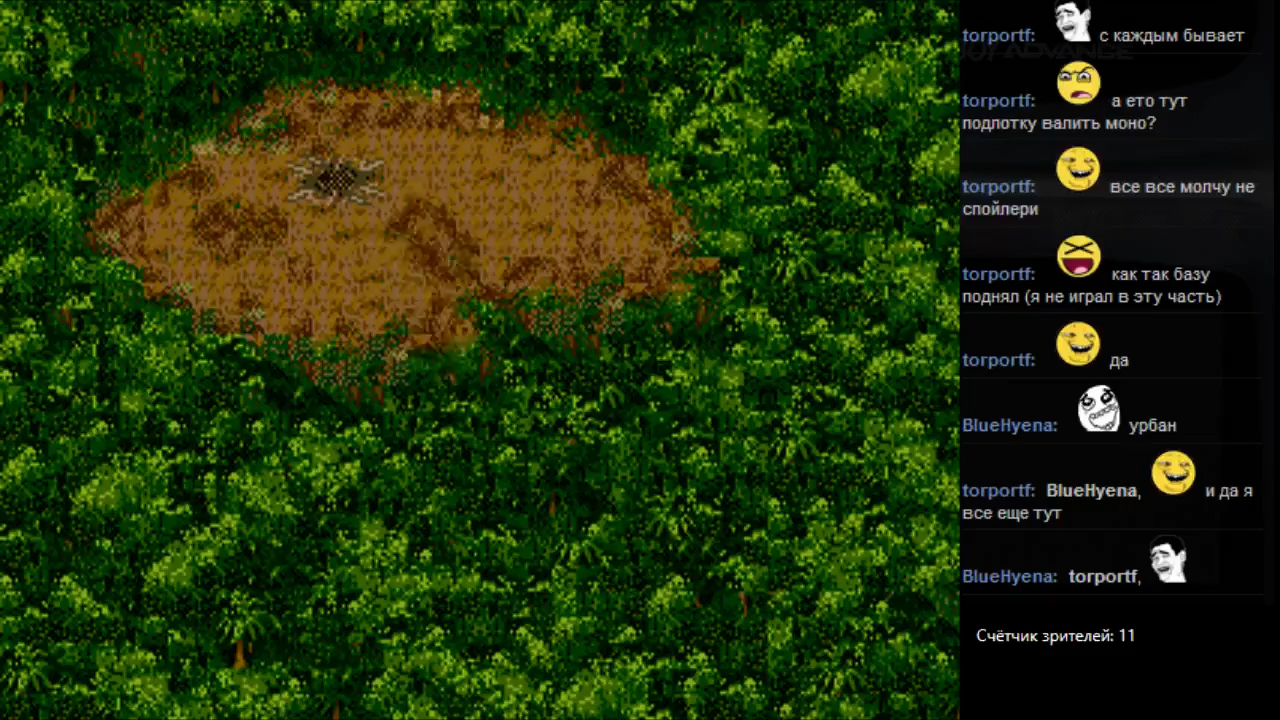 torportf: с каждым бывает
torportf: а ето тут
подлотку валить моно?
torportf: все все молчу не
спойлери
torportf: как так базу
поднял (я не играл в эту часть)
torportf: да
BlueHyena: урбан
torportf: BlueHyena, и да я
все еще тут
BlueHyena: torportf,
Счётчик зрителей: 11